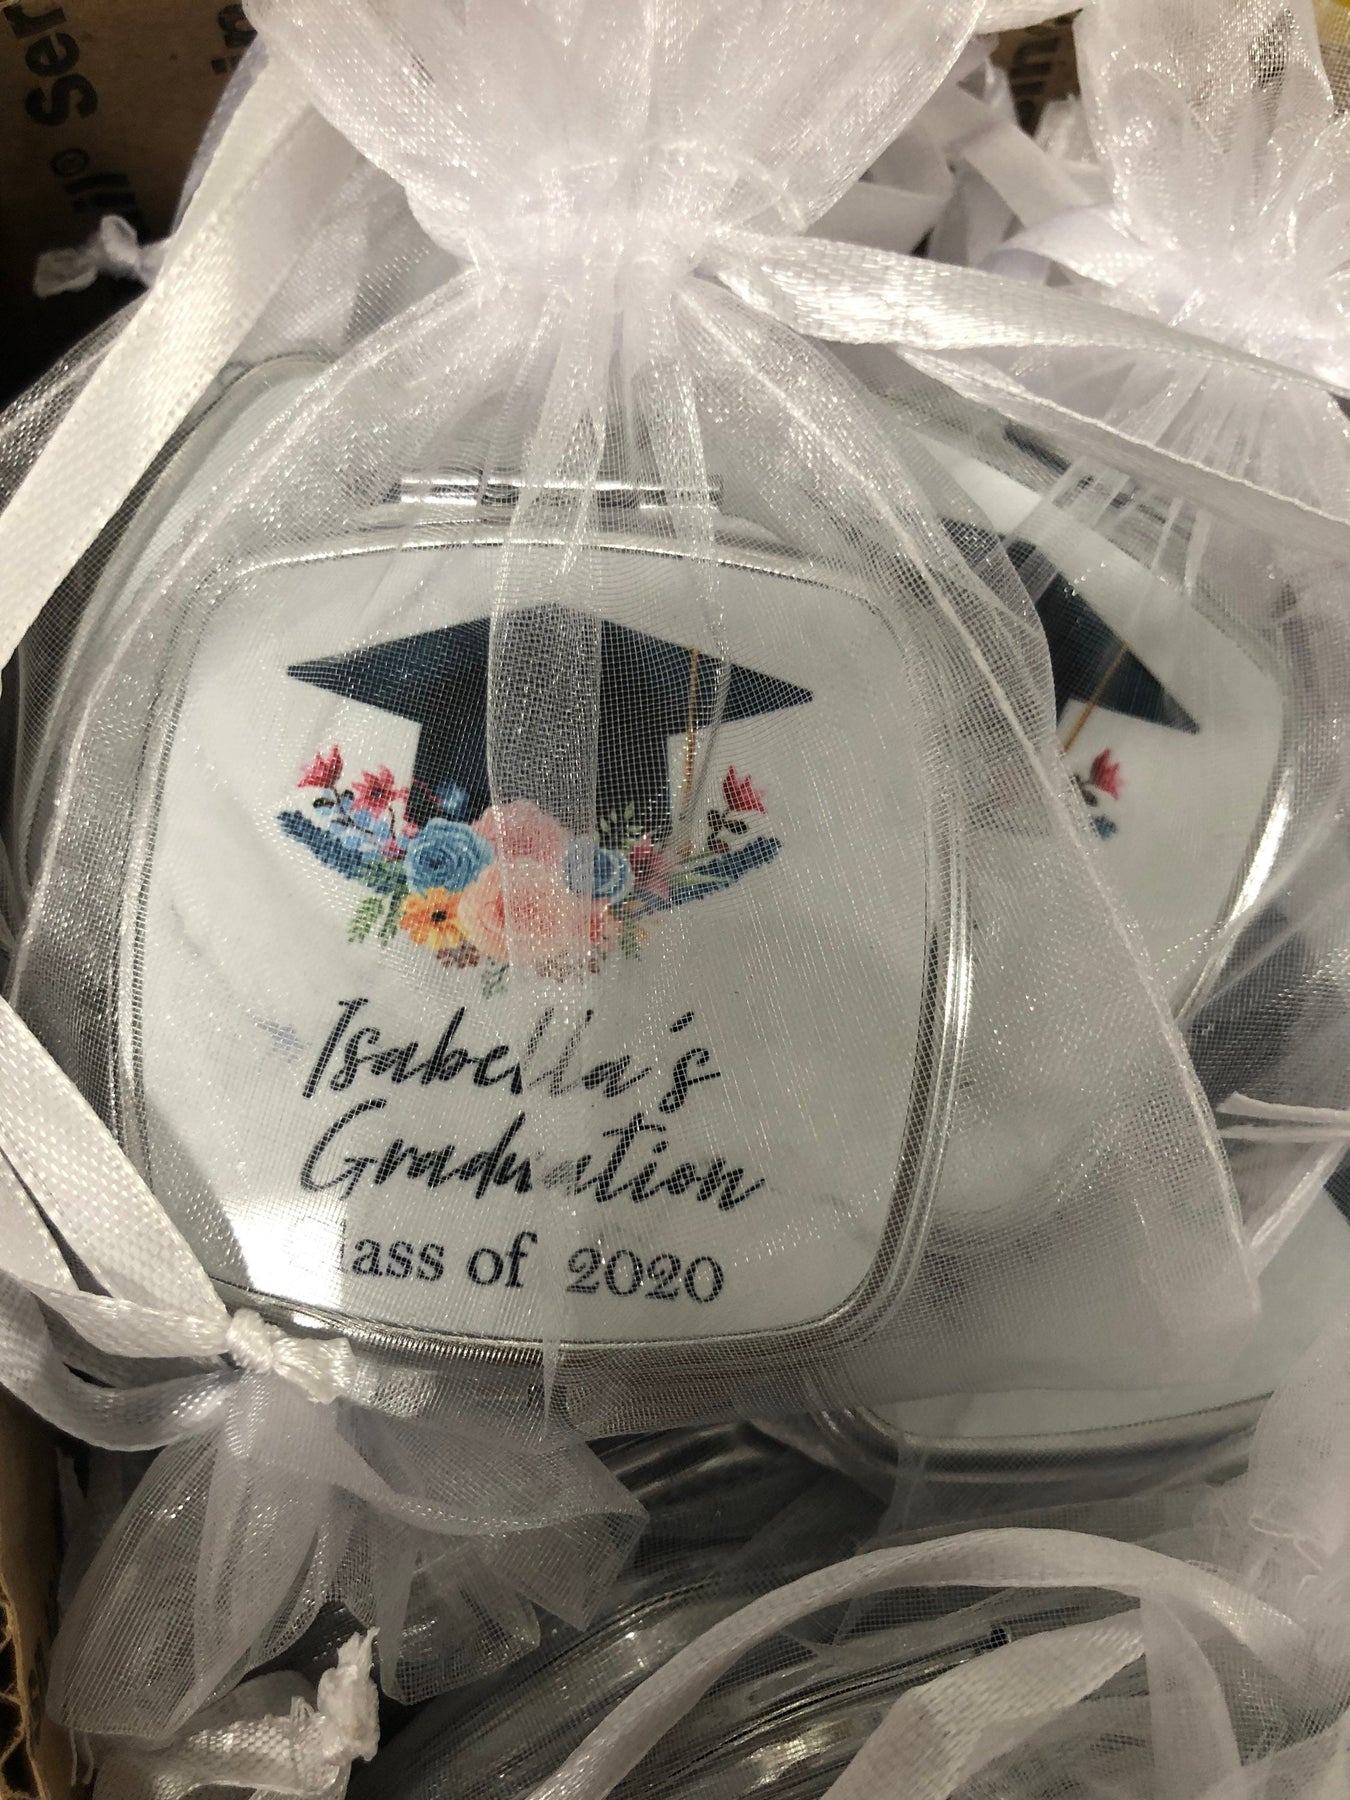 Isabella's
Graduation
Class of 2020